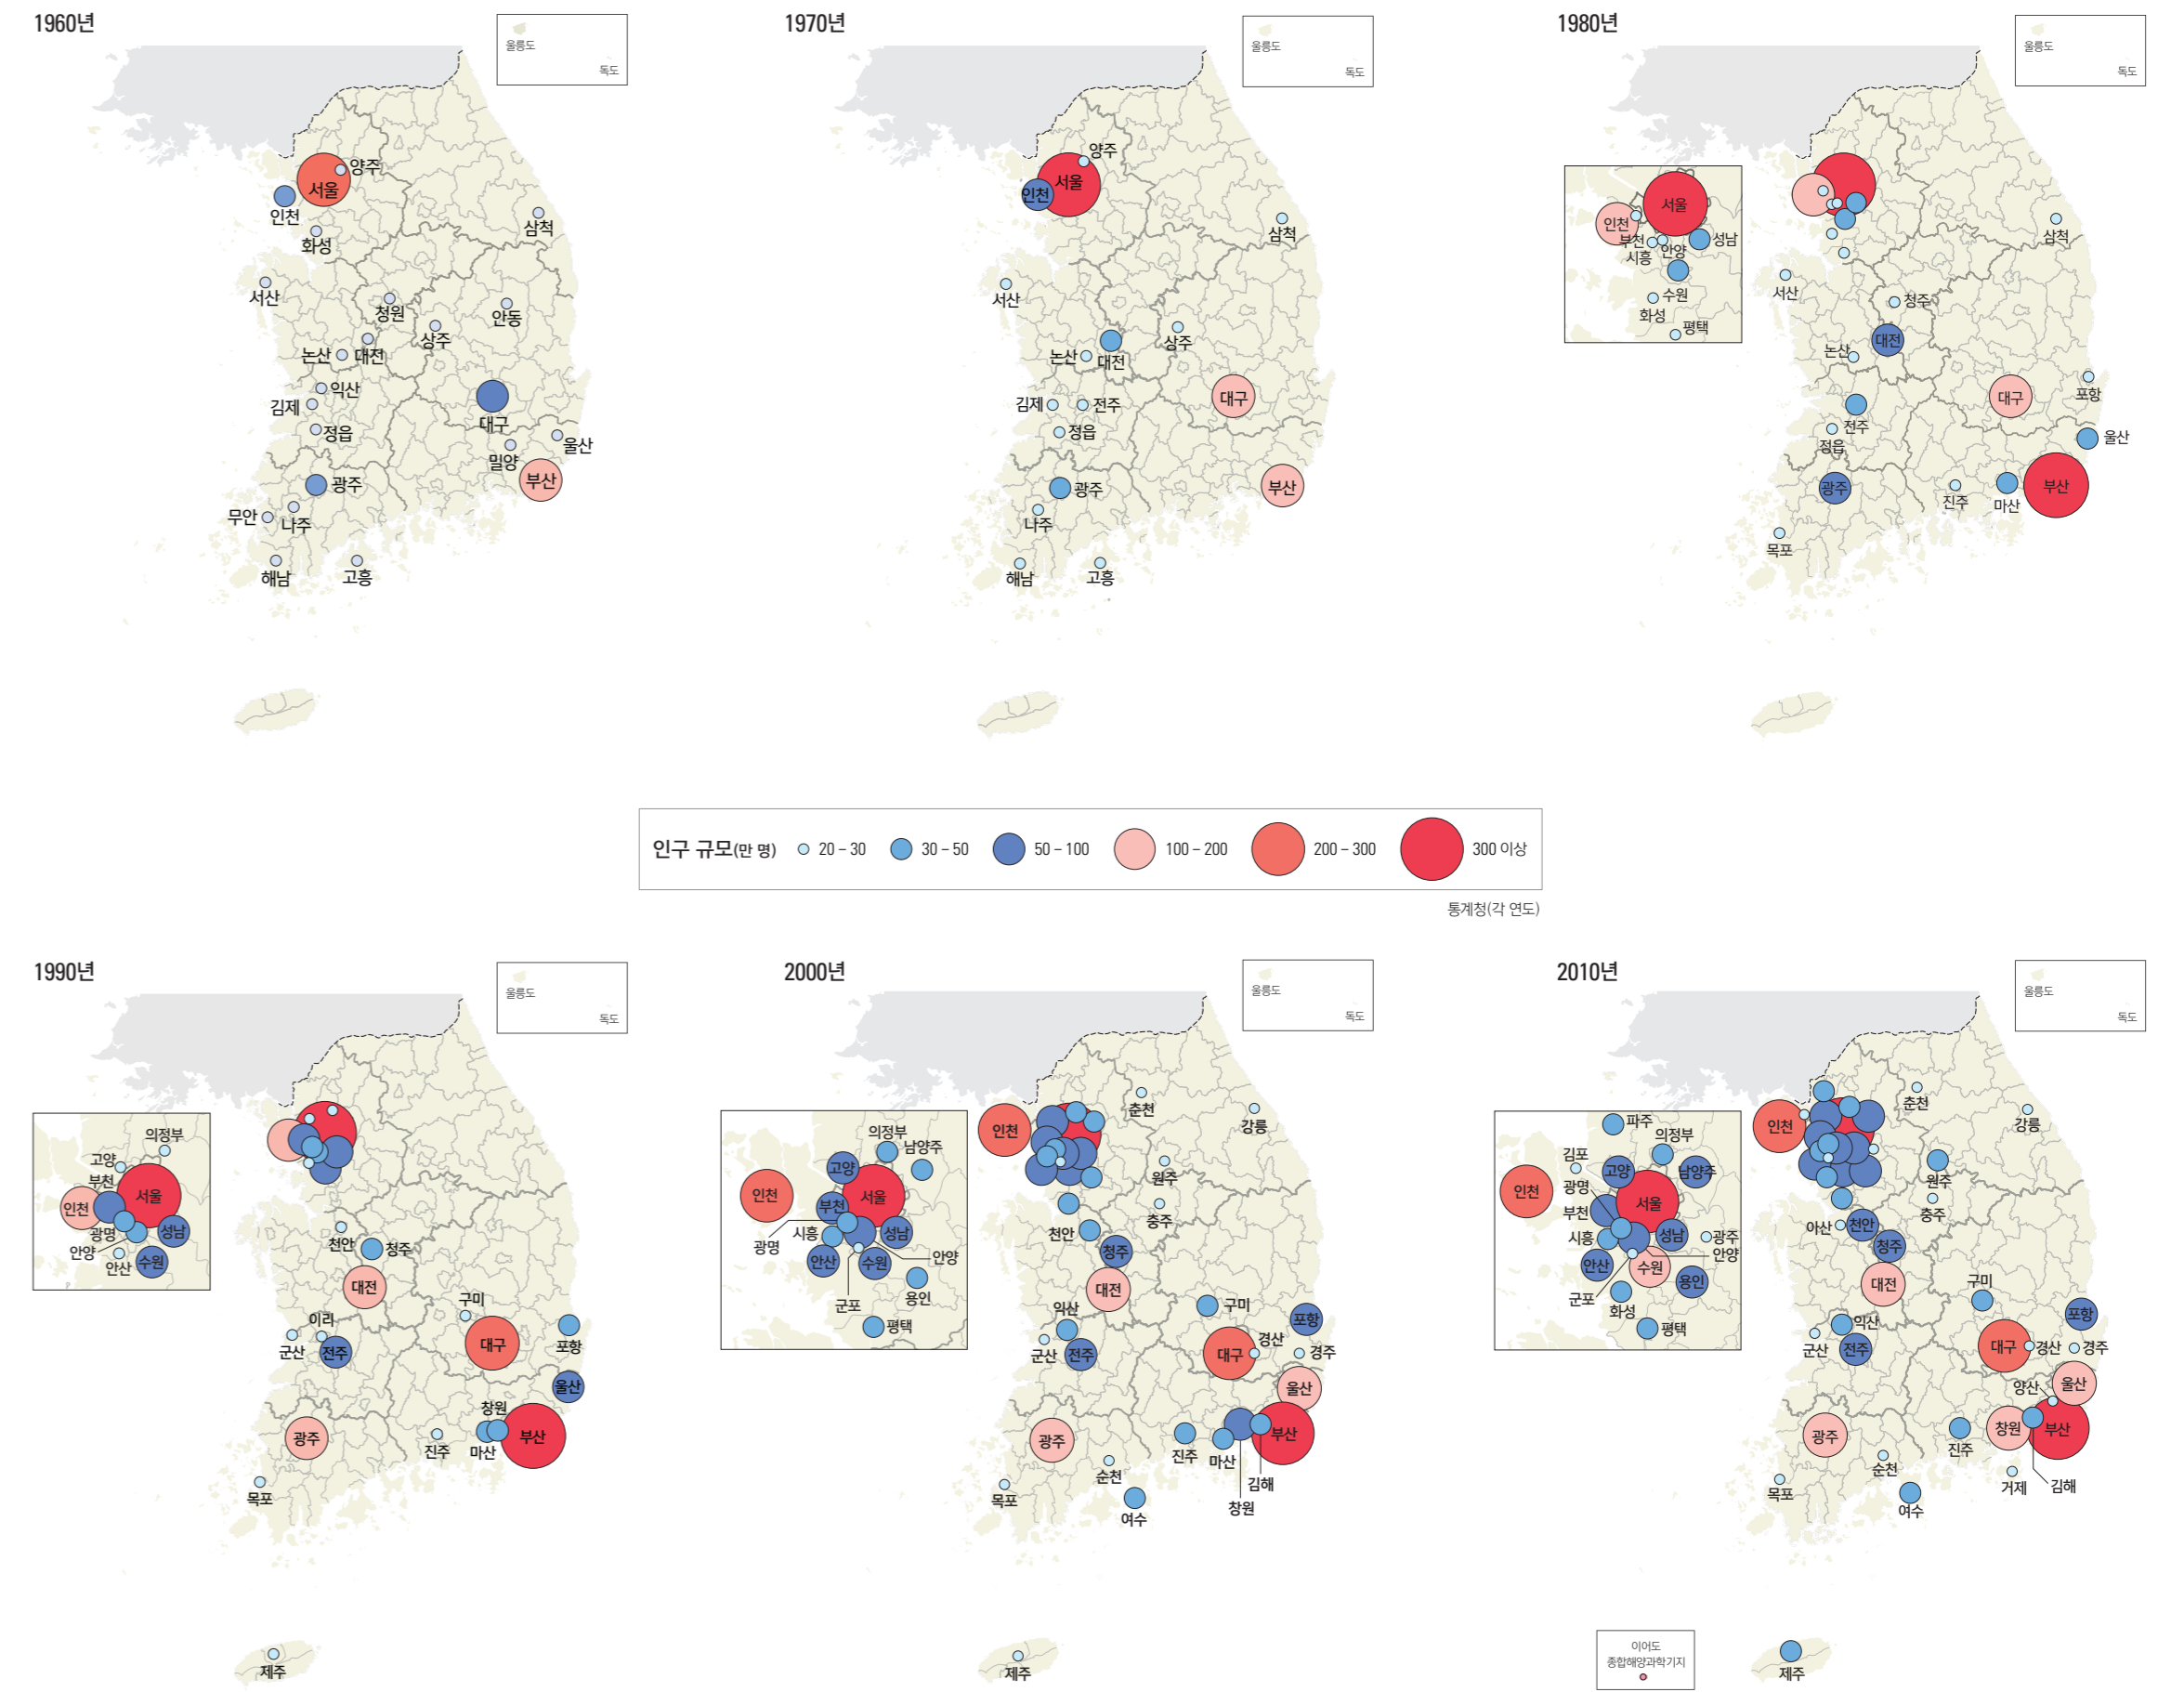 1960년
울릉도
독도
서울
양주
인천
화성
삼척
서산
청원
안동
상주
논산
대전
익산
김제
대구
정읍
울산
밀양
광주
부산
무안
나주
해남
고흥
1970년
울릉도
독도
양주
서울
인천
삼척
서산
상주
논산
대전
대구
김제
전주
정읍
광주
부산
나주
해남
고흥
1980년
울릉도
독도
서울
인천
부천
안양
성남
시흥
수원
화성
평택
삼척
서산
청주
대전
논산
포항
대구
전주
정읍
울산
광주
부산
진주
마산
목포
인구 규모(만 명)
20 – 30
30 – 50
50 – 100
100 – 200
200 – 300
300 이상
통계청(각 연도)
1990년
울릉도
독도
의정부
고양
부천
서울
인천
광명
성남
안양
안산
수원
천안
청주
대전
구미
이리
군산
전주
대구
포항
울산
창원
광주
부산
진주
마산
목포
제주
2000년
울릉도
독도
의정부
남양주
고양
인천
서울
부천
시흥
성남
광명
안산
수원
안양
군포
용인
평택
인천
춘천
강릉
원주
충주
천안
청주
대전
구미
익산
포항
군산
전주
대구
경산
경주
울산
광주
부산
진주
마산
순천
김해
목포
창원
여수
제주
2010년
울릉도
독도
파주
의정부
김포
고양
남양주
광명
인천
서울
부천
시흥
성남
광주
안양
안산
수원
용인
군포
화성
평택
인천
춘천
강릉
원주
충주
아산
천안
청주
대전
구미
익산
포항
군산
전주
대구
경산
경주
양산
울산
광주
창원
부산
진주
순천
거제
김해
목포
여수
이어도
종합해양과학기지
제주